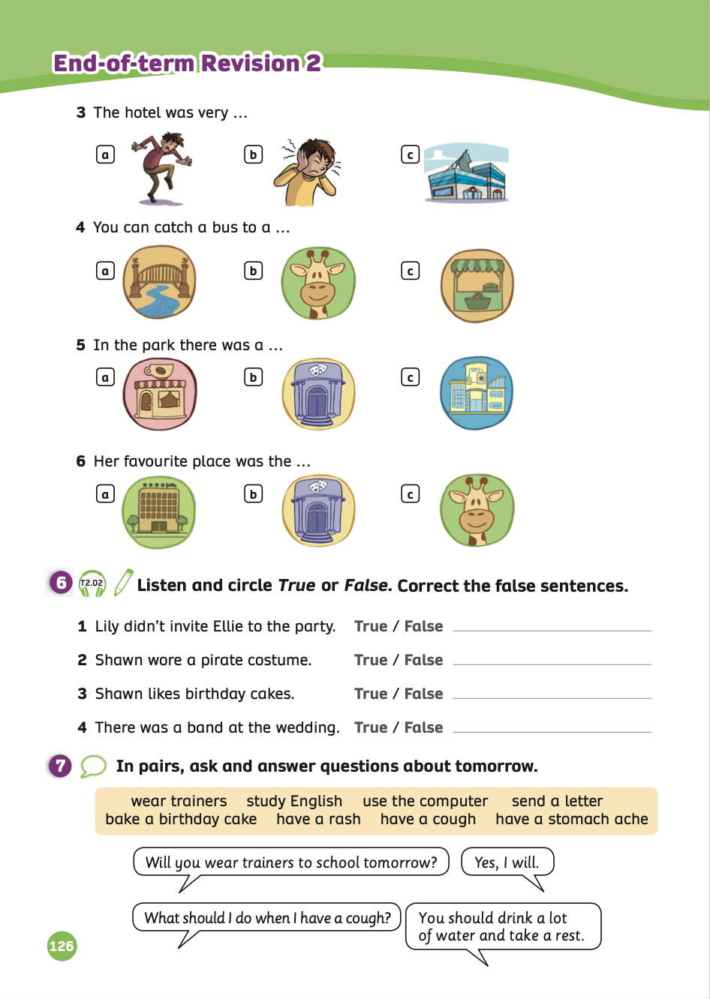 End-of-term Revision 2
3 The hotel was very ...
a b c
4 You can catch a bus to a ...
a b c
5 In the park there was a ...
a b c
6 Her favourite place was the ...
a b c
6 T2.02 Listen and circle True or False. Correct the false sentences.
1 Lily didn't invite Ellie to the party. True / False
2 Shawn wore a pirate costume. True / False
3 Shawn likes birthday cakes. True / False
4 There was a band at the wedding. True / False
7 In pairs, ask and answer questions about tomorrow.
wear trainers study English use the computer send a letter
bake a birthday cake have a rash have a cough have a stomach ache
Will you wear trainers to school tomorrow? Yes, I will.
What should I do when I have a cough? You should drink a lot
of water and take a rest.
126